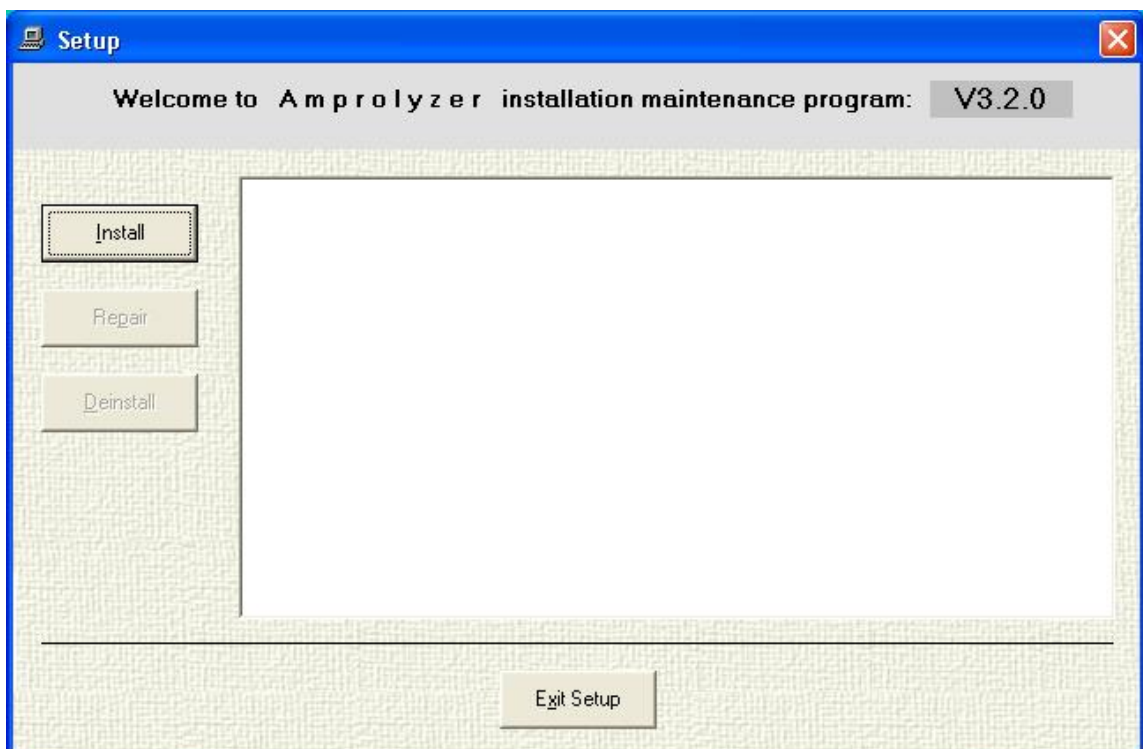 Setup
Welcome to A m p r o l y z e r installation maintenance program: V3.2.0
Install
Repair
Deinstall
Exit Setup